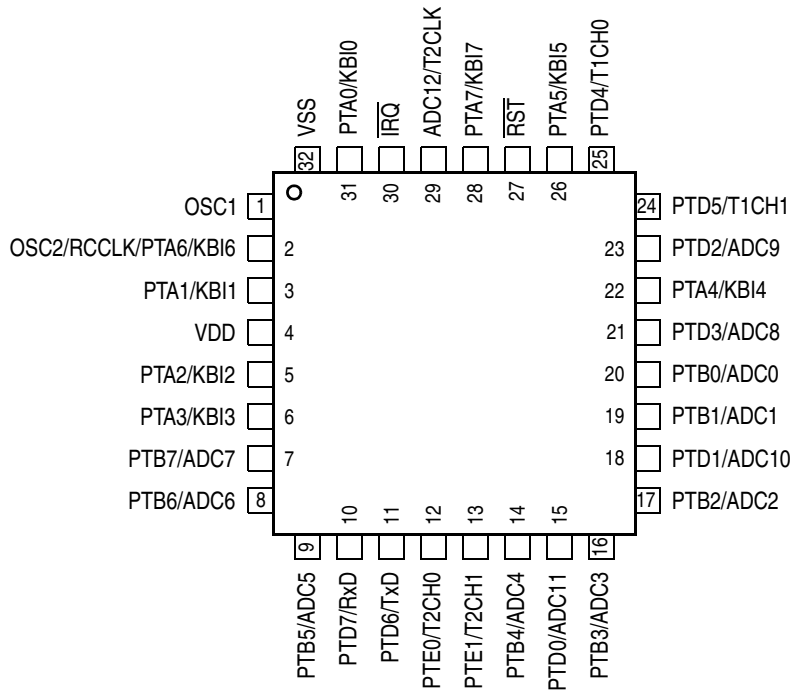 VSS
PTA0/KBI0
IRQ
ADC12/T2CLK
PTA7/KBI7
RST
PTA5/KBI5
PTD4/T1CH0
32
31
30
29
28
27
26
25
OSC1 1
OSC2/RCCLK/PTA6/KBI6 2
PTA1/KBI1 3
VDD 4
PTA2/KBI2 5
PTA3/KBI3 6
PTB7/ADC7 7
PTB6/ADC6 8
24 PTD5/T1CH1
23 PTD2/ADC9
22 PTA4/KBI4
21 PTD3/ADC8
20 PTB0/ADC0
19 PTB1/ADC1
18 PTD1/ADC10
17 PTB2/ADC2
9
10
11
12
13
14
15
16
PTB5/ADC5
PTD7/RxD
PTD6/TxD
PTE0/T2CH0
PTE1/T2CH1
PTB4/ADC4
PTD0/ADC11
PTB3/ADC3